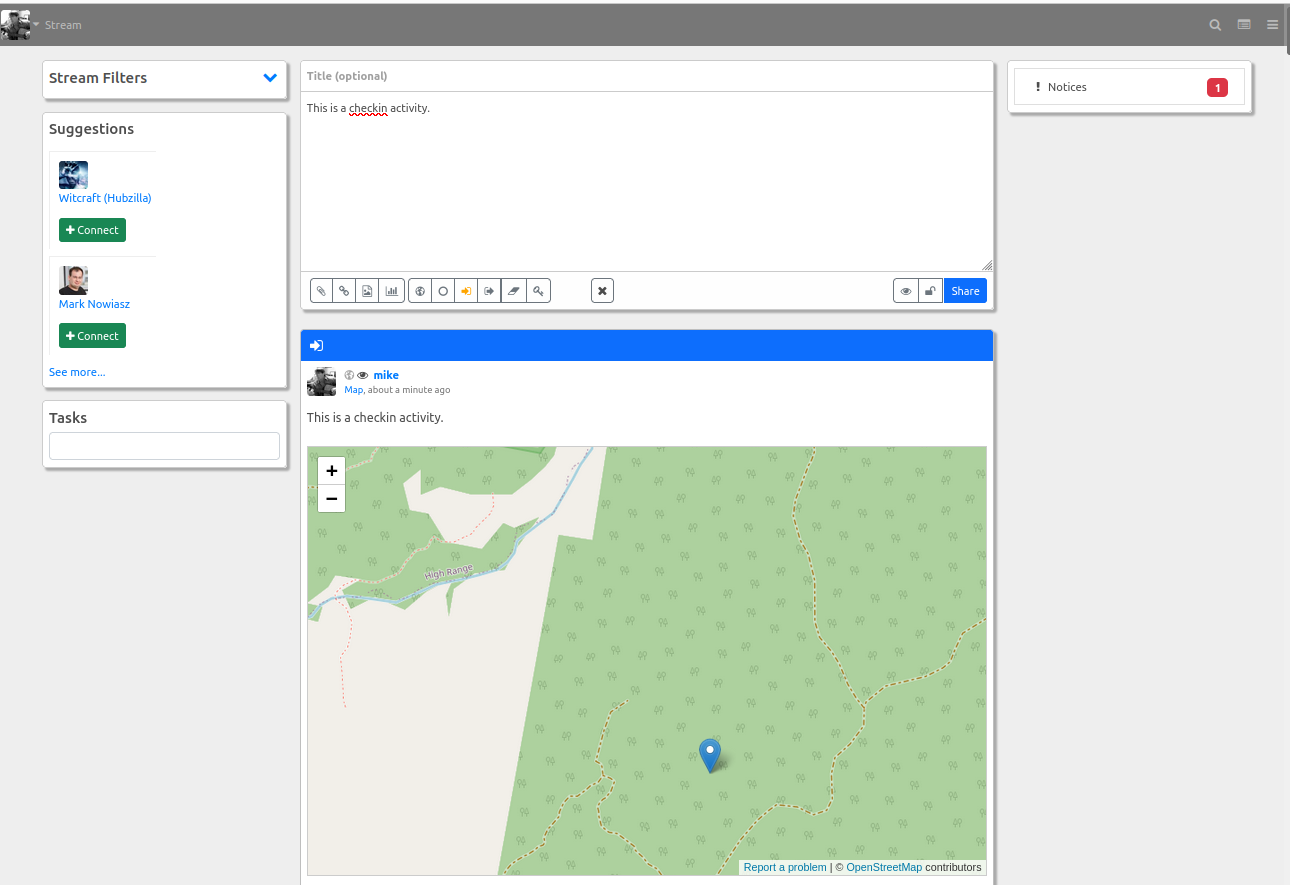 Stream
Stream Filters
Suggestions
Witcraft (Hubzilla)
+ Connect
Mark Nowiasz
+ Connect
See more...
Tasks
Title (optional)
This is a checkin activity.
Share
mike
Map, about a minute ago
This is a checkin activity.
+
−
High Range
Report a problem | © OpenStreetMap contributors
! Notices 1